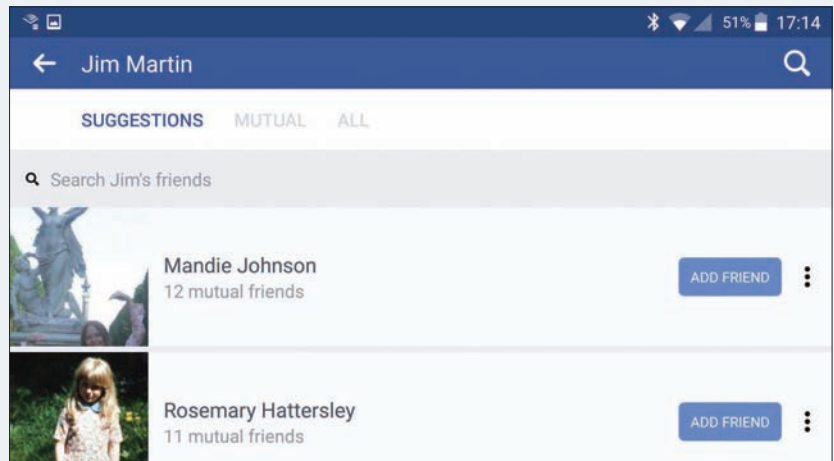 51% 17:14
Jim Martin
SUGGESTIONS MUTUAL ALL
Search Jim's friends
Mandie Johnson
12 mutual friends
ADD FRIEND
Rosemary Hattersley
11 mutual friends
ADD FRIEND